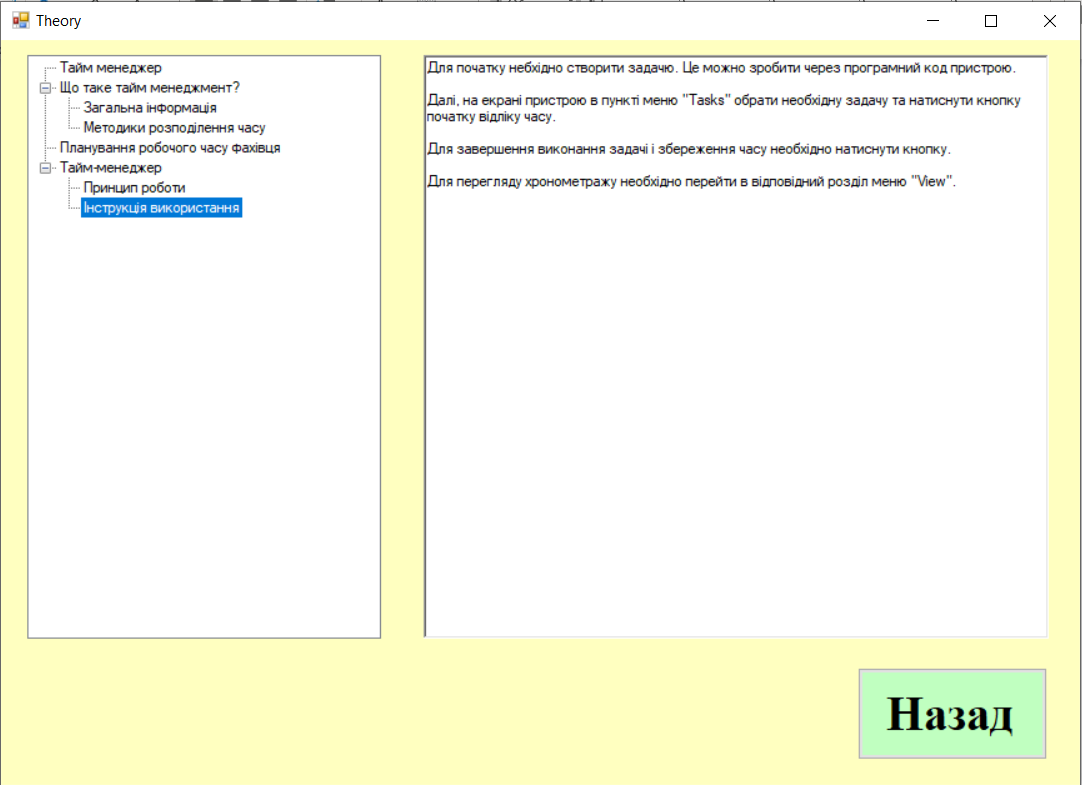 Theory
Тайм менеджер
Що таке тайм менеджмент?
Загальна інформація
Методики розподілення часу
Планування робочого часу фахівця
Тайм-менеджер
Принцип роботи
Інструкція використання
Для початку небхідно створити задачю. Це можно зробити через програмний код пристрою.
Далі, на екрані пристрою в пункті меню "Tasks" обрати необхідну задачу та натиснути кнопку
початку відліку часу.
Для завершення виконання задачі і збереження часу необхідно натиснути кнопку.
Для перегляду хронометражу необхідно перейти в відповідний розділ меню "View".
Назад